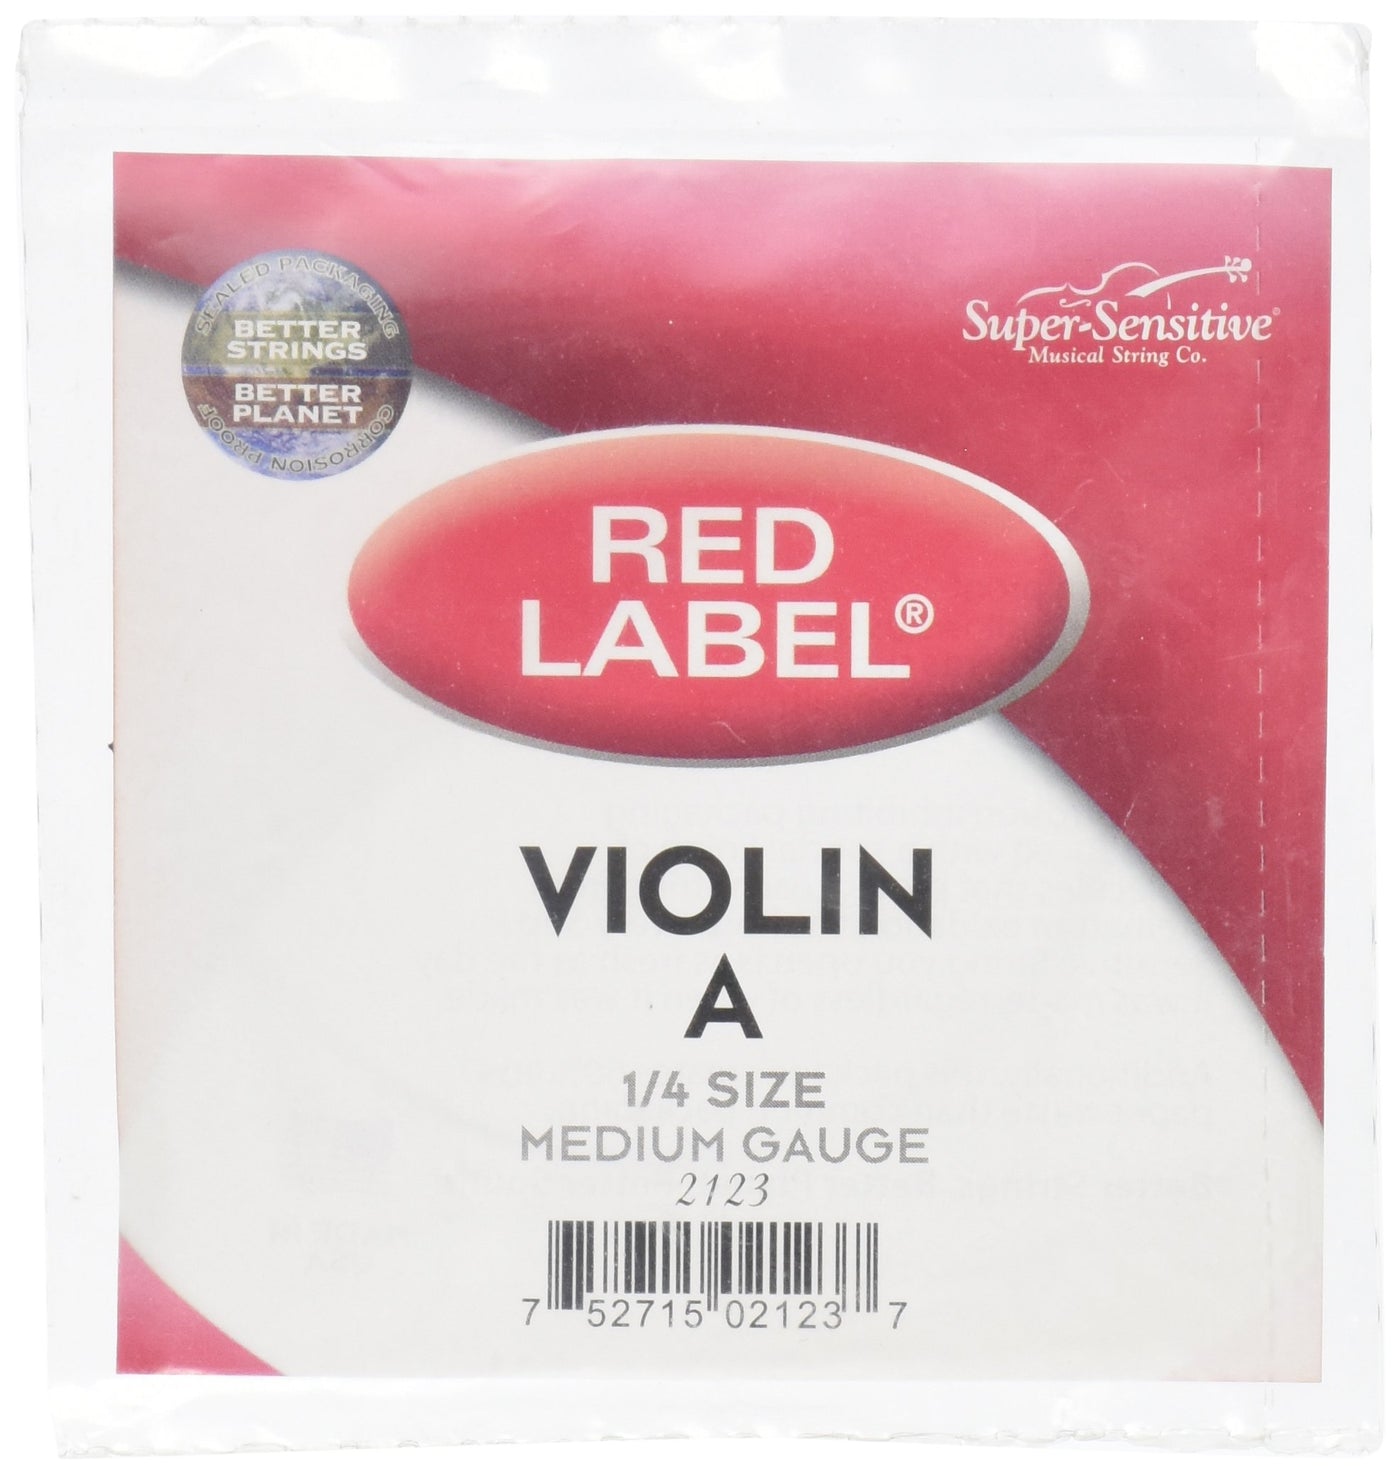 SEALED PACKAGING
BETTER
STRINGS
BETTER
PLANET
CORROSION PROOF
Super-Sensitive®
Musical String Co.
RED
LABEL®
VIOLIN
A
1/4 SIZE
MEDIUM GAUGE
2123
7 52715 02123 7